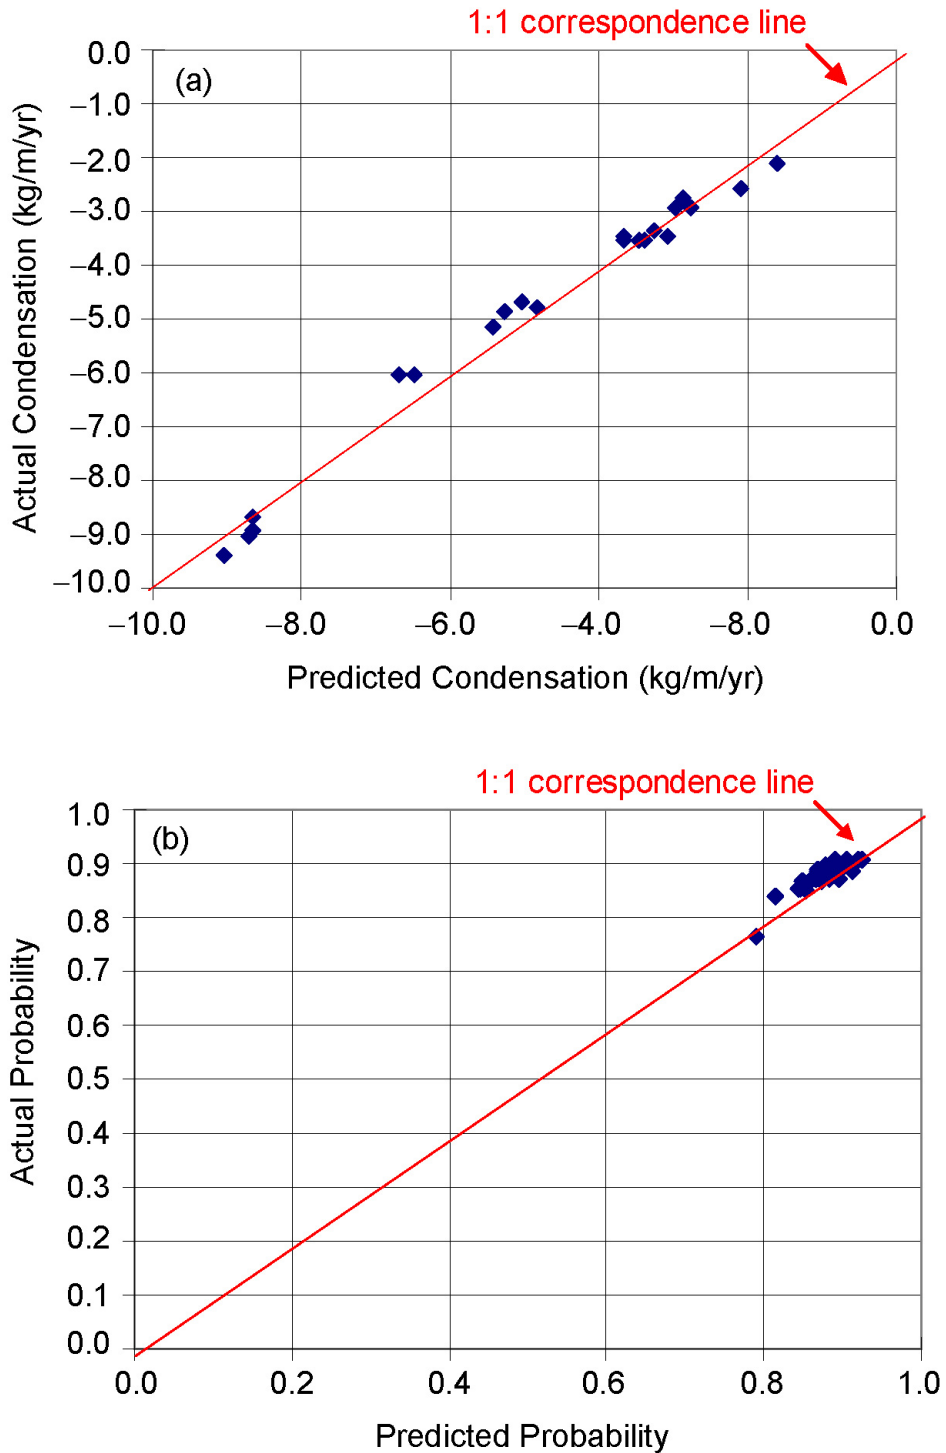 1:1 correspondence line
(a)
Actual Condensation (kg/m/yr)
0.0
–1.0
–2.0
–3.0
–4.0
–5.0
–6.0
–7.0
–8.0
–9.0
–10.0
–10.0 –8.0 –6.0 –4.0 –8.0 0.0
Predicted Condensation (kg/m/yr)
1:1 correspondence line
(b)
Actual Probability
1.0
0.9
0.8
0.7
0.6
0.5
0.4
0.3
0.2
0.1
0.0
0.0 0.2 0.4 0.6 0.8 1.0
Predicted Probability